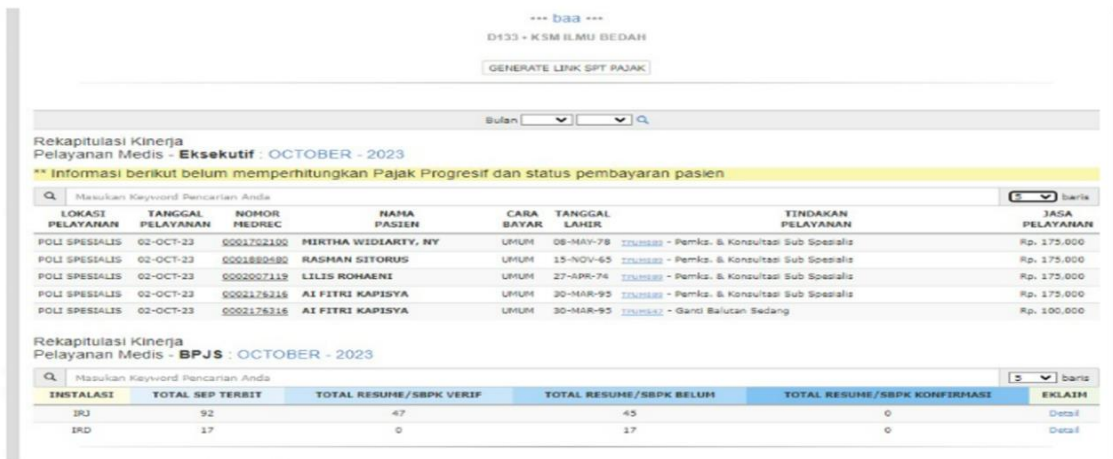 *** baa ***
D133 - KSM ILMU BEDAH
GENERATE LINK SPT PAJAK
Bulan
Rekapitulasi Kinerja
Pelayanan Medis - Eksekutif : OCTOBER - 2023
** Informasi berikut belum memperhitungkan Pajak Progresif dan status pembayaran pasien
Masukan Keyword Pencarian Anda 5 baris
LOKASI PELAYANAN TANGGAL PELAYANAN NOMOR MEDREC NAMA PASIEN CARA BAYAR TANGGAL LAHIR TINDAKAN PELAYANAN JASA PELAYANAN
POLI SPESIALIS 02-OCT-23 0001702100 MIRTHA WIDIARTY, NY UMUM 08-MAY-78 - Pemks. & Konsultasi Sub Spesialis Rp. 175,000
POLI SPESIALIS 02-OCT-23 0001880480 RASMAN SITORUS UMUM 15-NOV-65 - Pemks. & Konsultasi Sub Spesialis Rp. 175,000
POLI SPESIALIS 02-OCT-23 0002007119 LILIS ROHAENI UMUM 27-APR-74 - Pemks. & Konsultasi Sub Spesialis Rp. 175,000
POLI SPESIALIS 02-OCT-23 0002176316 AI FITRI KAPISYA UMUM 30-MAR-95 - Pemks. & Konsultasi Sub Spesialis Rp. 175,000
POLI SPESIALIS 02-OCT-23 0002176316 AI FITRI KAPISYA UMUM 30-MAR-95 - Ganti Balutan Sedang Rp. 100,000
Rekapitulasi Kinerja
Pelayanan Medis - BPJS : OCTOBER - 2023
Masukan Keyword Pencarian Anda 5 baris
INSTALASI TOTAL SEP TERBIT TOTAL RESUME/SBPK VERIF TOTAL RESUME/SBPK BELUM TOTAL RESUME/SBPK KONFIRMASI EKLAIM
IRJ 92 47 45 0 Detail
IRD 17 0 17 0 Detail